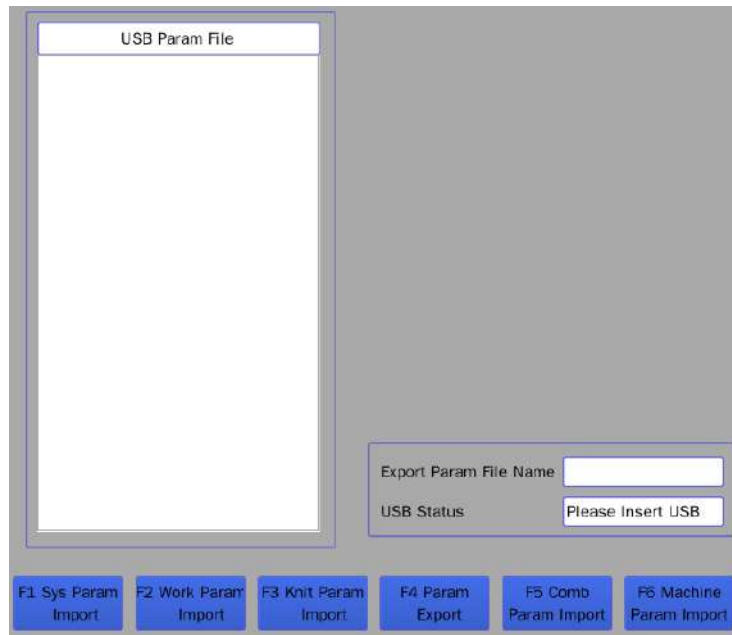 USB Param File
Export Param File Name
USB Status
Please Insert USB
F1 Sys Param
Import
F2 Work Param
Import
F3 Knit Param
Import
F4 Param
Export
F5 Comb
Param Import
F6 Machine
Param Import